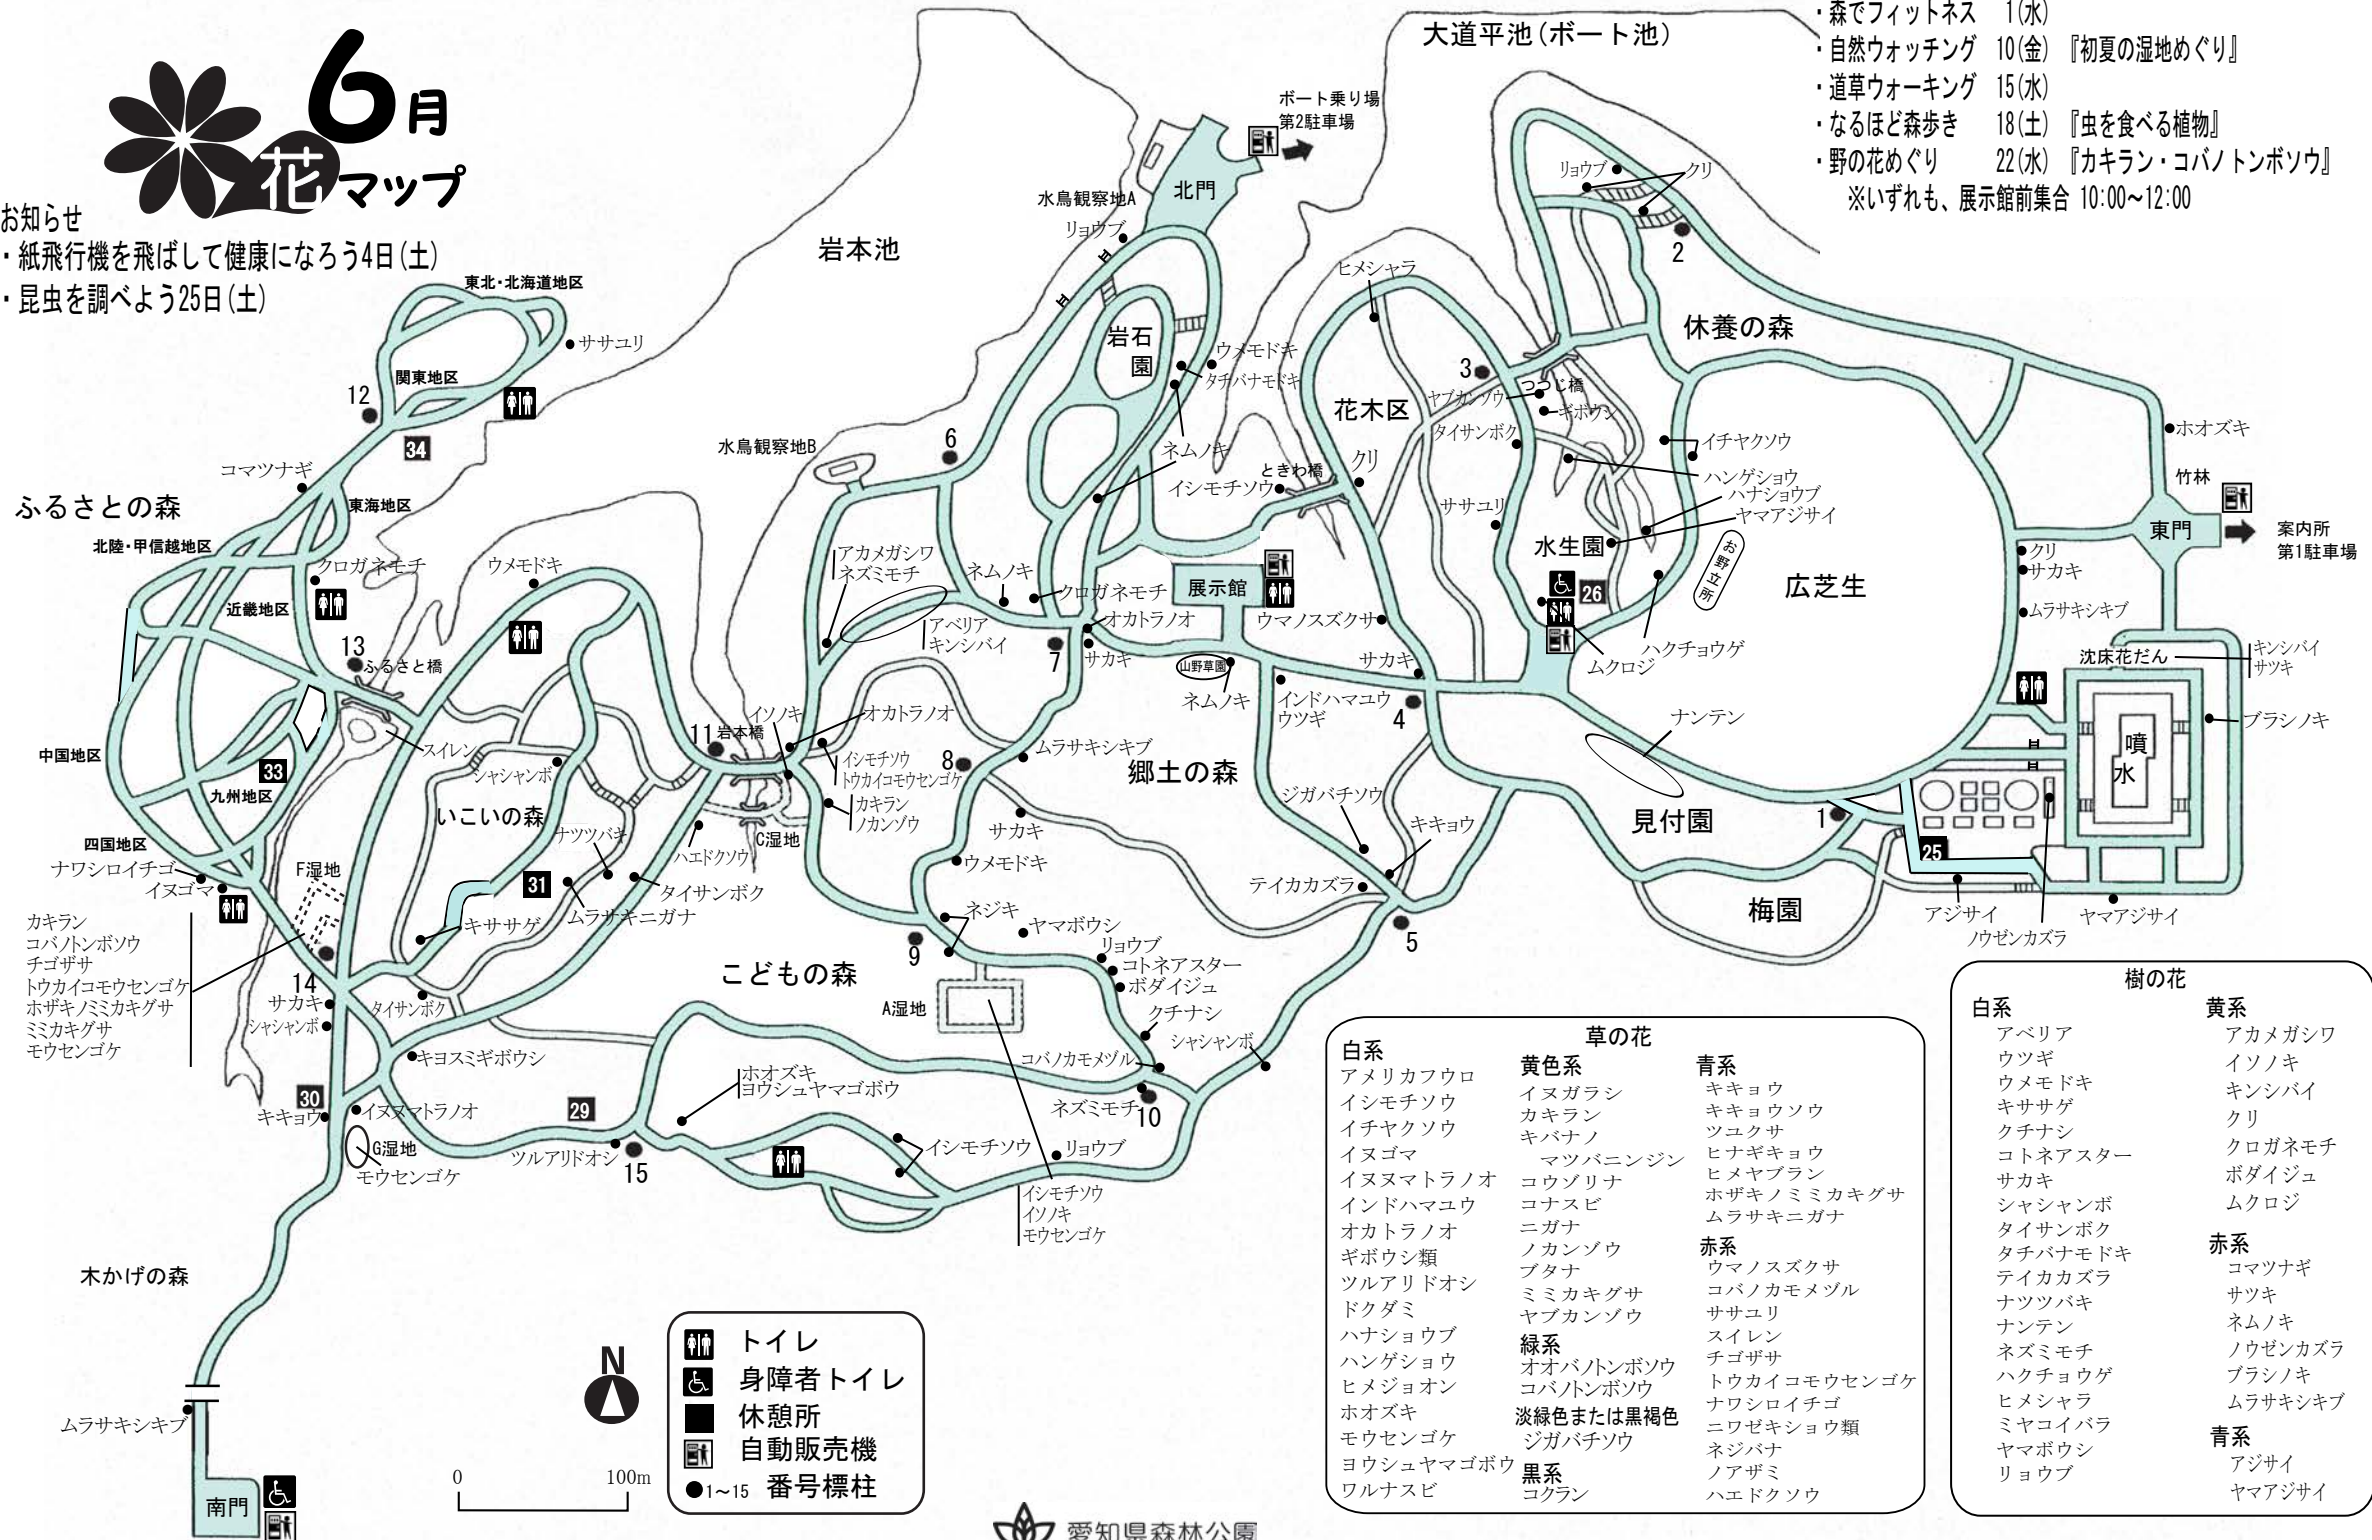 6月
花マップ
お知らせ
・紙飛行機を飛ばして健康になろう4日(土)
・昆虫を調べよう25日(土)
・森でフィットネス 1(水)
・自然ウォッチング 10(金) 『初夏の湿地めぐり』
・道草ウォーキング 15(水)
・なるほど森歩き 18(土) 『虫を食べる植物』
・野の花めぐり 22(水) 『カキラン・コバノトンボソウ』
※いずれも、展示館前集合 10:00~12:00
大道平池(ボート池)
ボート乗り場
第2駐車場
北門
水鳥観察地A
リョウブ
岩本池
岩石園
ウメモドキ
タチバナモドキ
ネムノキ
水鳥観察地B
6
東北・北海道地区
ササユリ
関東地区
12
34
コマツナギ
東海地区
ふるさとの森
北陸・甲信越地区
クロガネモチ
近畿地区
13
ふるさと橋
ウメモドキ
中国地区
スイレン
33
九州地区
四国地区
ナワシロイチゴ
イヌゴマ
F湿地
カキラン
コバノトンボソウ
チゴザサ
トウカイコモウセンゴケ
ホザキノミミカキグサ
ミミカキグサ
モウセンゴケ
14
サカキ
シャシャンボ
シャシャンボ
いこいの森
ナツツバキ
31
ムラサキニガナ
キササゲ
タイサンボク
タイサンボク
ハエドクソウ
C湿地
11
岩本橋
イソノキ
オカトラノオ
イシモチソウ
トウカイコモウセンゴケ
カキラン
ノカンゾウ
アカメガシワ
ネズミモチ
アベリア
キンシバイ
ネムノキ
クロガネモチ
オカトラノオ
7
サカキ
展示館
山野草園
ネムノキ
ウマノスズクサ
サカキ
インドハマユウ
ウツギ
4
8
ムラサキシキブ
郷土の森
サカキ
ウメモドキ
ジガバチソウ
キキョウ
テイカカズラ
5
ネジキ
9
ヤマボウシ
リョウブ
コトネアスター
ボダイジュ
クチナシ
シャシャンボ
コバノカモメヅル
ネズミモチ
10
A湿地
こどもの森
イシモチソウ
イソノキ
モウセンゴケ
リョウブ
イシモチソウ
ホオズキ
ヨウシュヤマゴボウ
29
ツルアリドオシ
15
キヨスミギボウシ
30
キキョウ
イヌヌマトラノオ
G湿地
モウセンゴケ
木かげの森
ムラサキシキブ
南門
リョウブ
クリ
2
ヒメシャラ
休養の森
3
つつじ橋
ヤブカンゾウ
ギボウシ
花木区
タイサンボク
イチヤクソウ
ハンゲショウ
ハナショウブ
ヤマアジサイ
ときわ橋
クリ
イシモチソウ
ササユリ
水生園
お野立所
26
ハクチョウゲ
ムクロジ
広芝生
ホオズキ
竹林
東門
案内所
第1駐車場
クリ
サカキ
ムラサキシキブ
沈床花だん
キンシバイ
サツキ
ブラシノキ
噴水
ナンテン
見付園
1
25
梅園
アジサイ
ノウゼンカズラ
ヤマアジサイ
N
0 100m
トイレ
身障者トイレ
休憩所
自動販売機
1~15 番号標柱
愛知県森林公園
草の花
白系
アメリカフウロ
イシモチソウ
イチヤクソウ
イヌゴマ
イヌヌマトラノオ
インドハマユウ
オカトラノオ
ギボウシ類
ツルアリドオシ
ドクダミ
ハナショウブ
ハンゲショウ
ヒメジョオン
ホオズキ
モウセンゴケ
ヨウシュヤマゴボウ
ワルナスビ
黄色系
イヌガラシ
カキラン
キバナノ
マツバニンジン
コウゾリナ
コナスビ
ニガナ
ノカンゾウ
ブタナ
ミミカキグサ
ヤブカンゾウ
緑系
オオバノトンボソウ
コバノトンボソウ
淡緑色または黒褐色
ジガバチソウ
黒系
コクラン
青系
キキョウ
キキョウソウ
ツユクサ
ヒナギキョウ
ヒメヤブラン
ホザキノミミカキグサ
ムラサキニガナ
赤系
ウマノスズクサ
コバノカモメヅル
ササユリ
スイレン
チゴザサ
トウカイコモウセンゴケ
ナワシロイチゴ
ニワゼキショウ類
ネジバナ
ノアザミ
ハエドクソウ
樹の花
白系
アベリア
ウツギ
ウメモドキ
キササゲ
クチナシ
コトネアスター
サカキ
シャシャンボ
タイサンボク
タチバナモドキ
テイカカズラ
ナツツバキ
ナンテン
ネズミモチ
ハクチョウゲ
ヒメシャラ
ミヤコイバラ
ヤマボウシ
リョウブ
黄系
アカメガシワ
イソノキ
キンシバイ
クリ
クロガネモチ
ボダイジュ
ムクロジ
赤系
コマツナギ
サツキ
ネムノキ
ノウゼンカズラ
ブラシノキ
ムラサキシキブ
青系
アジサイ
ヤマアジサイ